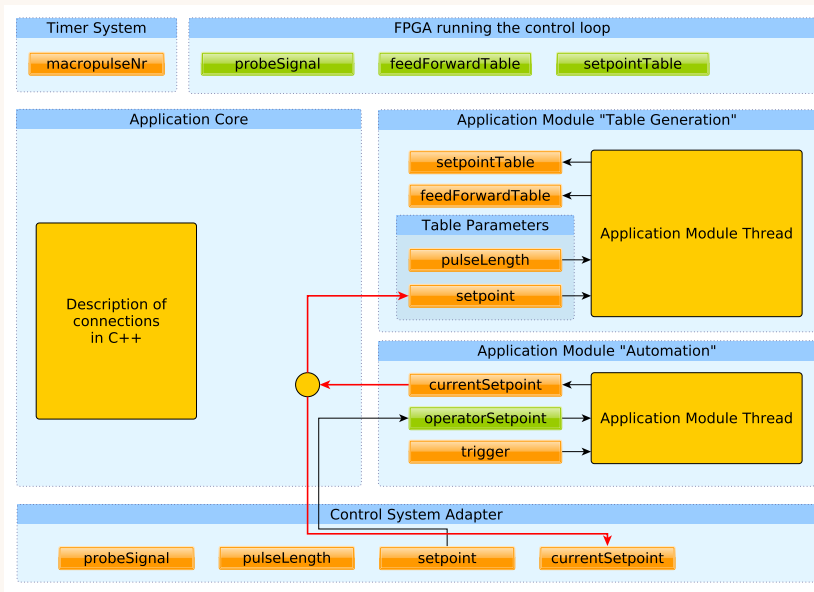 Timer System
FPGA running the control loop
macropulseNr
probeSignal
feedForwardTable
setpointTable
Application Core
Application Module "Table Generation"
setpointTable
feedForwardTable
Table Parameters
pulseLength
setpoint
Application Module Thread
Description of
connections
in C++
Application Module "Automation"
currentSetpoint
operatorSetpoint
trigger
Application Module Thread
Control System Adapter
probeSignal
pulseLength
setpoint
currentSetpoint